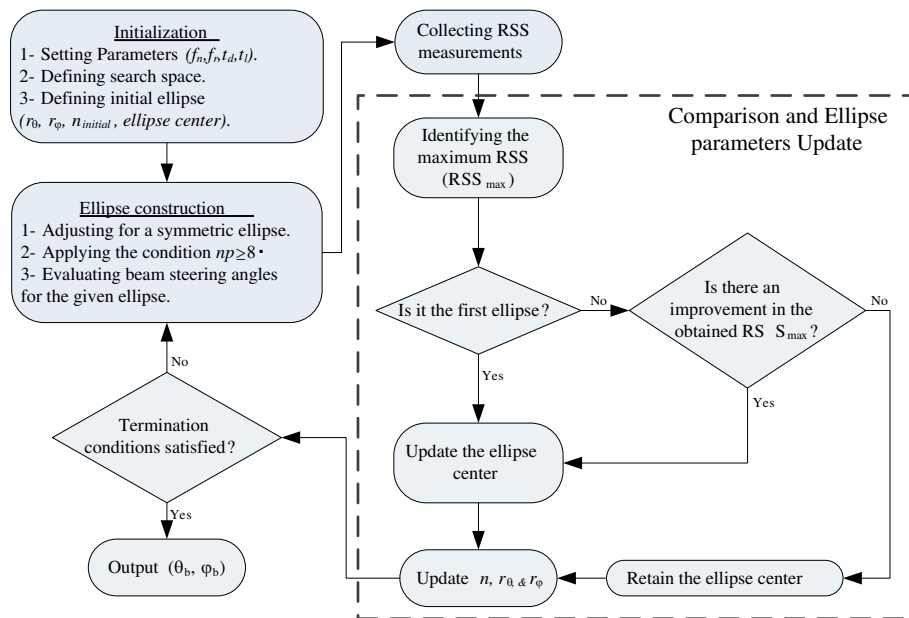 Initialization
1- Setting Parameters (fn,fr,td,tl).
2- Defining search space.
3- Defining initial ellipse
(rθ, rφ, ninitial, ellipse center).
Ellipse construction
1- Adjusting for a symmetric ellipse.
2- Applying the condition np≥8.
3- Evaluating beam steering angles
for the given ellipse.
Collecting RSS
measurements
Comparison and Ellipse
parameters Update
Identifying the
maximum RSS
(RSS max)
Is it the first ellipse?
No
Yes
Is there an
improvement in the
obtained RS S max?
No
Yes
Update the ellipse
center
Update n, rθ, & rφ
Retain the ellipse center
Termination
conditions satisfied?
No
Yes
Output (θb, φb)